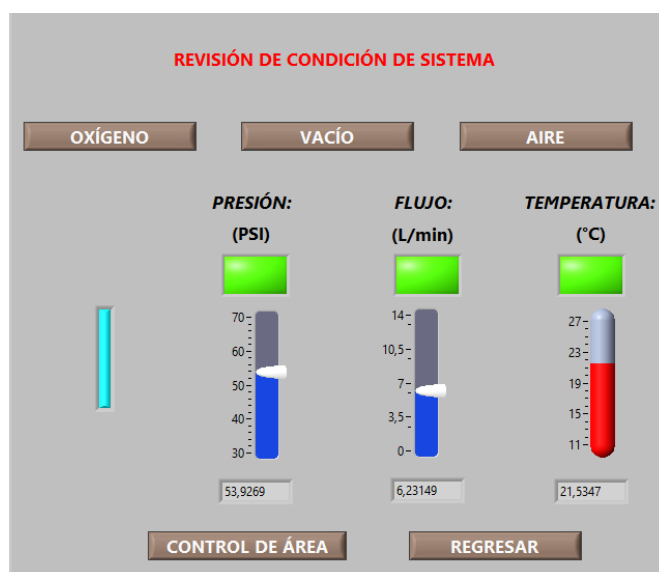 REVISIÓN DE CONDICIÓN DE SISTEMA
OXÍGENO VACÍO AIRE
PRESIÓN: FLUJO: TEMPERATURA:
(PSI) (L/min) (°C)
70 14 27
60 10,5 23
50 7 19
40 3,5 15
30 0 11
53,9269 6,23149 21,5347
CONTROL DE ÁREA REGRESAR